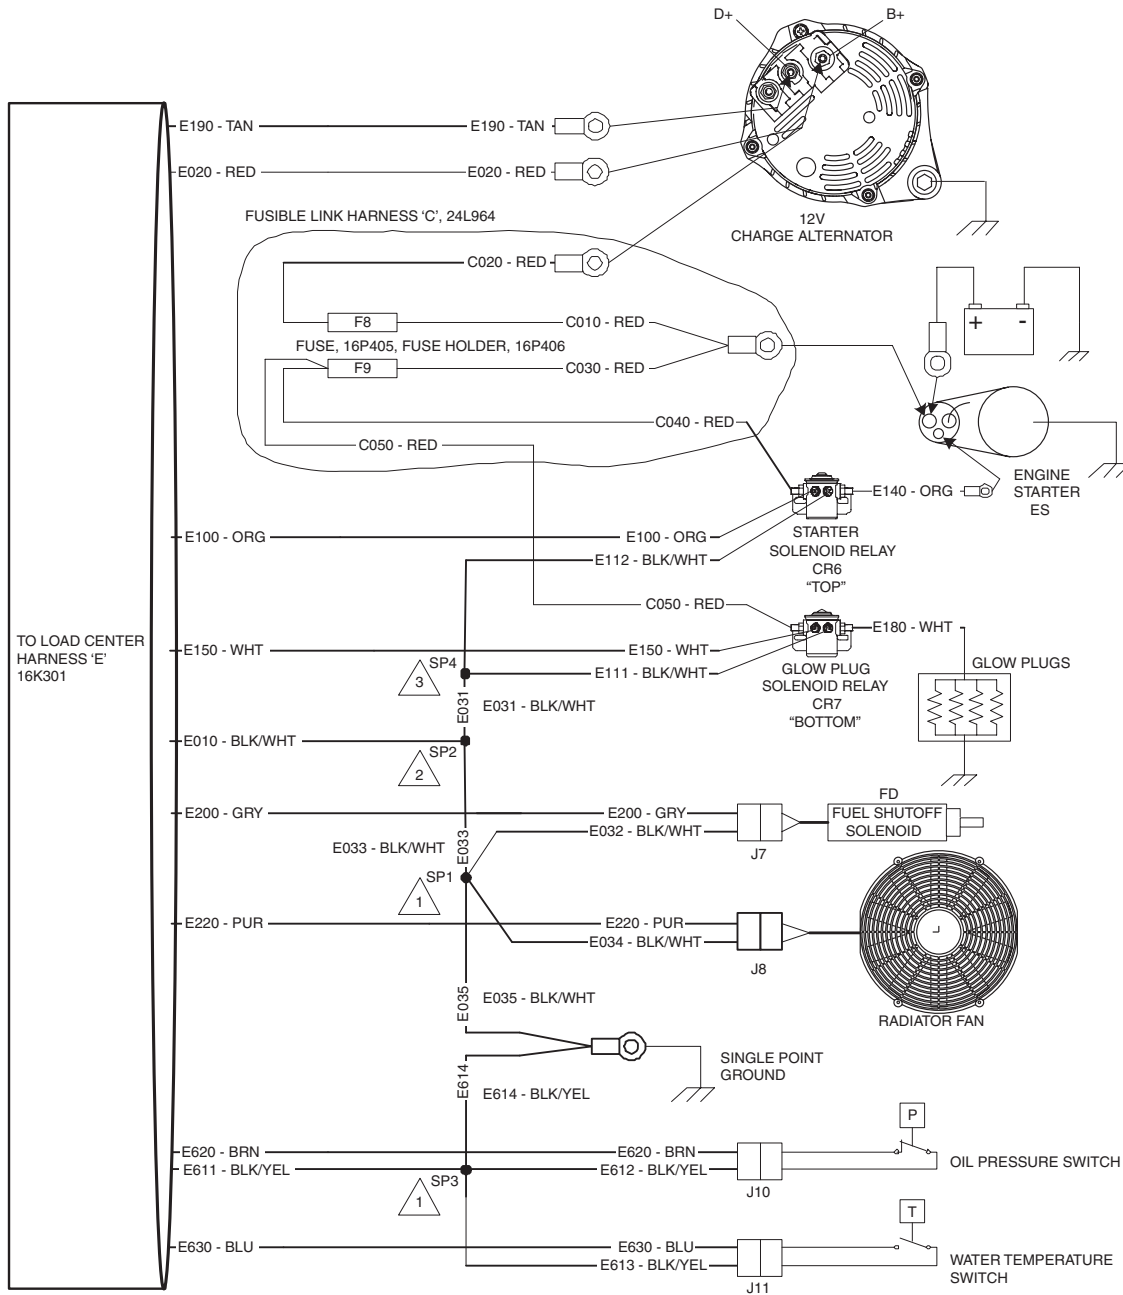 D+
B+
E190 - TAN
E190 - TAN
E020 - RED
E020 - RED
12V
CHARGE ALTERNATOR
FUSIBLE LINK HARNESS ‘C’, 24L964
C020 - RED
F8
C010 - RED
FUSE, 16P405, FUSE HOLDER, 16P406
F9
C030 - RED
+
-
C040 - RED
C050 - RED
ENGINE
STARTER
ES
E140 - ORG
STARTER
SOLENOID RELAY
CR6
“TOP”
E100 - ORG
E100 - ORG
E112 - BLK/WHT
C050 - RED
TO LOAD CENTER
HARNESS ‘E’
16K301
E150 - WHT
E150 - WHT
E180 - WHT
SP4
3
E111 - BLK/WHT
GLOW PLUG
SOLENOID RELAY
CR7
“BOTTOM”
GLOW PLUGS
E031
E031 - BLK/WHT
E010 - BLK/WHT
SP2
2
E200 - GRY
E200 - GRY
E032 - BLK/WHT
J7
FD
FUEL SHUTOFF
SOLENOID
E033 - BLK/WHT
E033
SP1
1
E220 - PUR
E220 - PUR
E034 - BLK/WHT
J8
RADIATOR FAN
E035
E035 - BLK/WHT
SINGLE POINT
GROUND
E614
E614 - BLK/YEL
P
E620 - BRN
E620 - BRN
E611 - BLK/YEL
E612 - BLK/YEL
J10
OIL PRESSURE SWITCH
SP3
1
T
E630 - BLU
E630 - BLU
E613 - BLK/YEL
J11
WATER TEMPERATURE
SWITCH